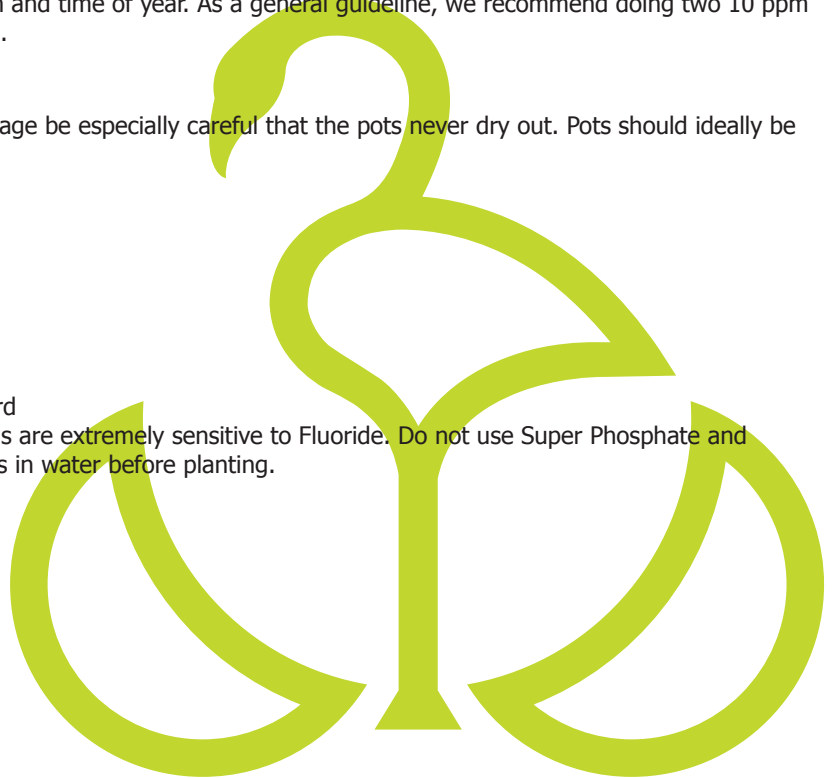 and time of year. As a general guideline, we recommend doing two 10 ppm
.
age be especially careful that the pots never dry out. Pots should ideally be
rd
s are extremely sensitive to Fluoride. Do not use Super Phosphate and
s in water before planting.